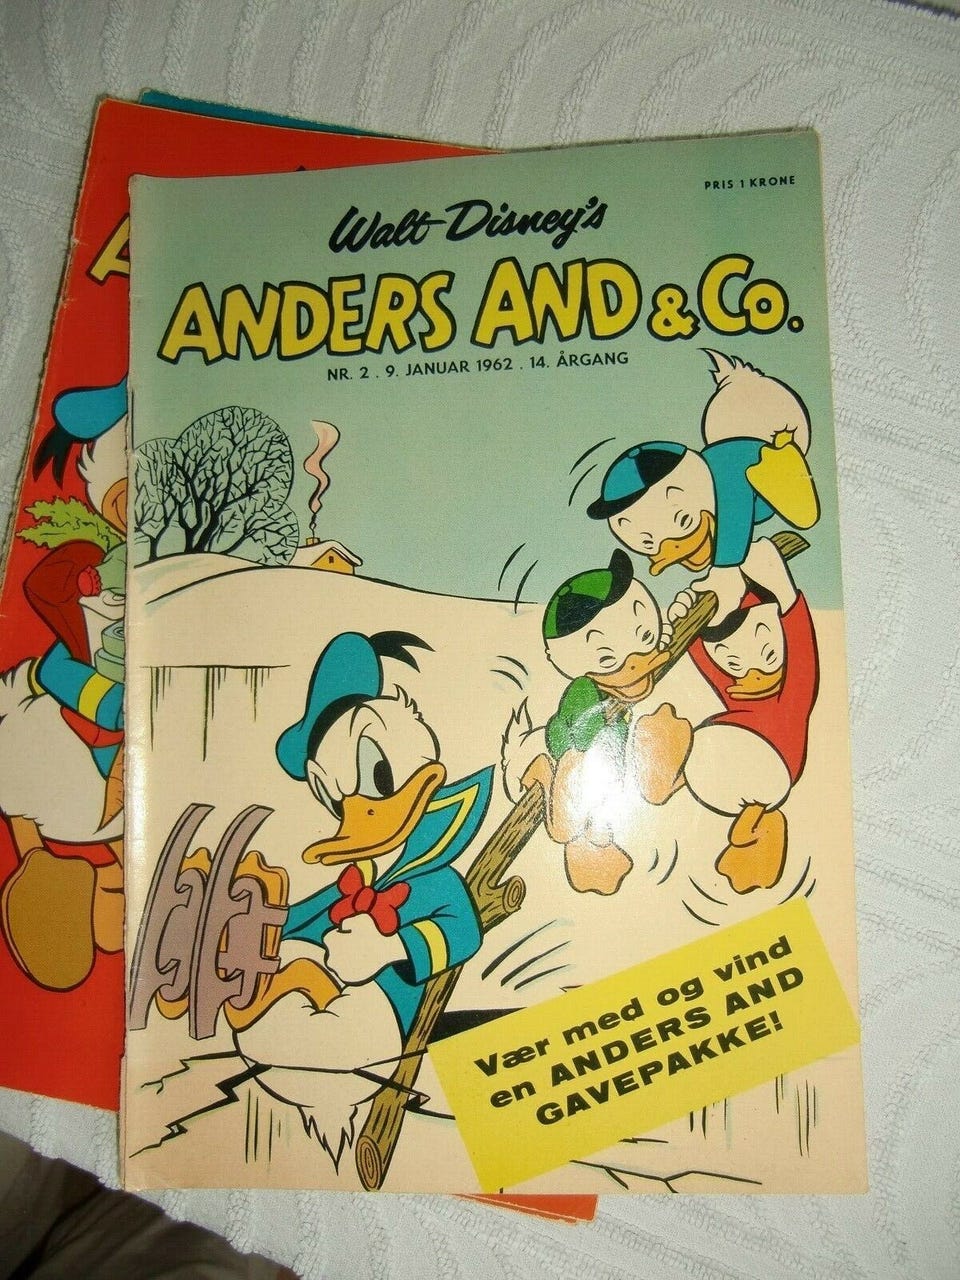 PRIS 1 KRONE
Walt Disney's
ANDERS AND & Co.
NR. 2 . 9. JANUAR 1962 . 14. ÅRGANG
Vær med og vind
en ANDERS AND
GAVEPAKKE!